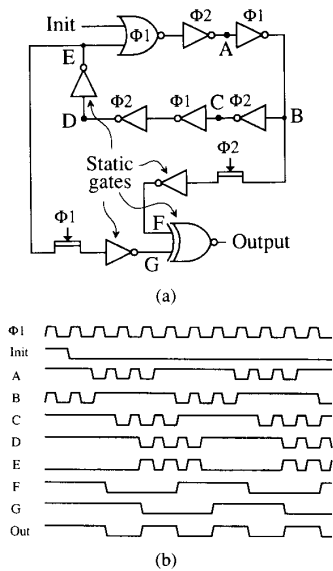 Init
Φ1
Φ2
Φ1
A
E
Φ2
Φ1
C
Φ2
B
D
Static
gates
Φ2
Φ1
F
G
Output
(a)
Φ1
Init
A
B
C
D
E
F
G
Out
(b)